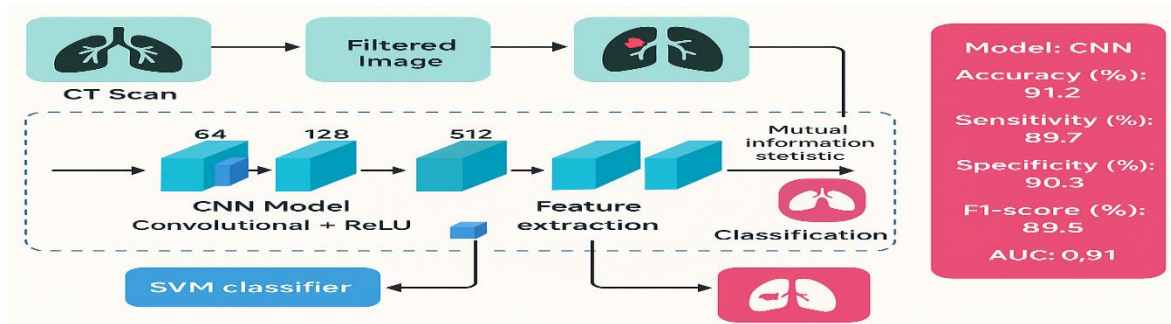 Filtered
Image
CT Scan
64
128
512
Mutual
information
stetistic
CNN Model
Convolutional + ReLU
Feature
extraction
Classification
SVM classifier
Model: CNN
Accuracy (%):
91.2
Sensitivity (%):
89.7
Specificity (%):
90.3
F1-score (%):
89.5
AUC: 0,91